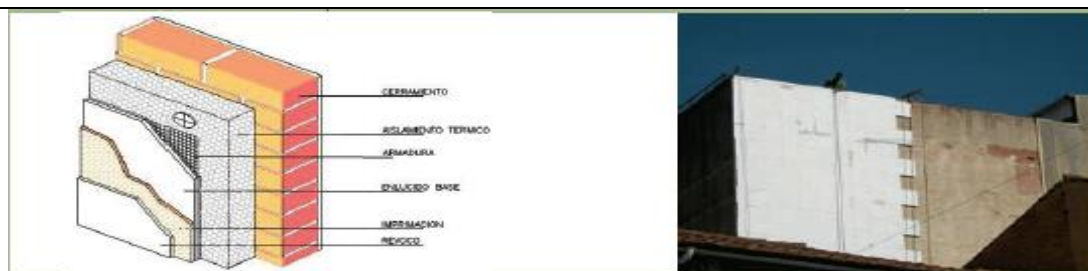 CERRAMIENTO
AISLAMIENTO TERMICO
ARMADURA
ENLUCIDO BASE
IMPRIMACION
REVOCO